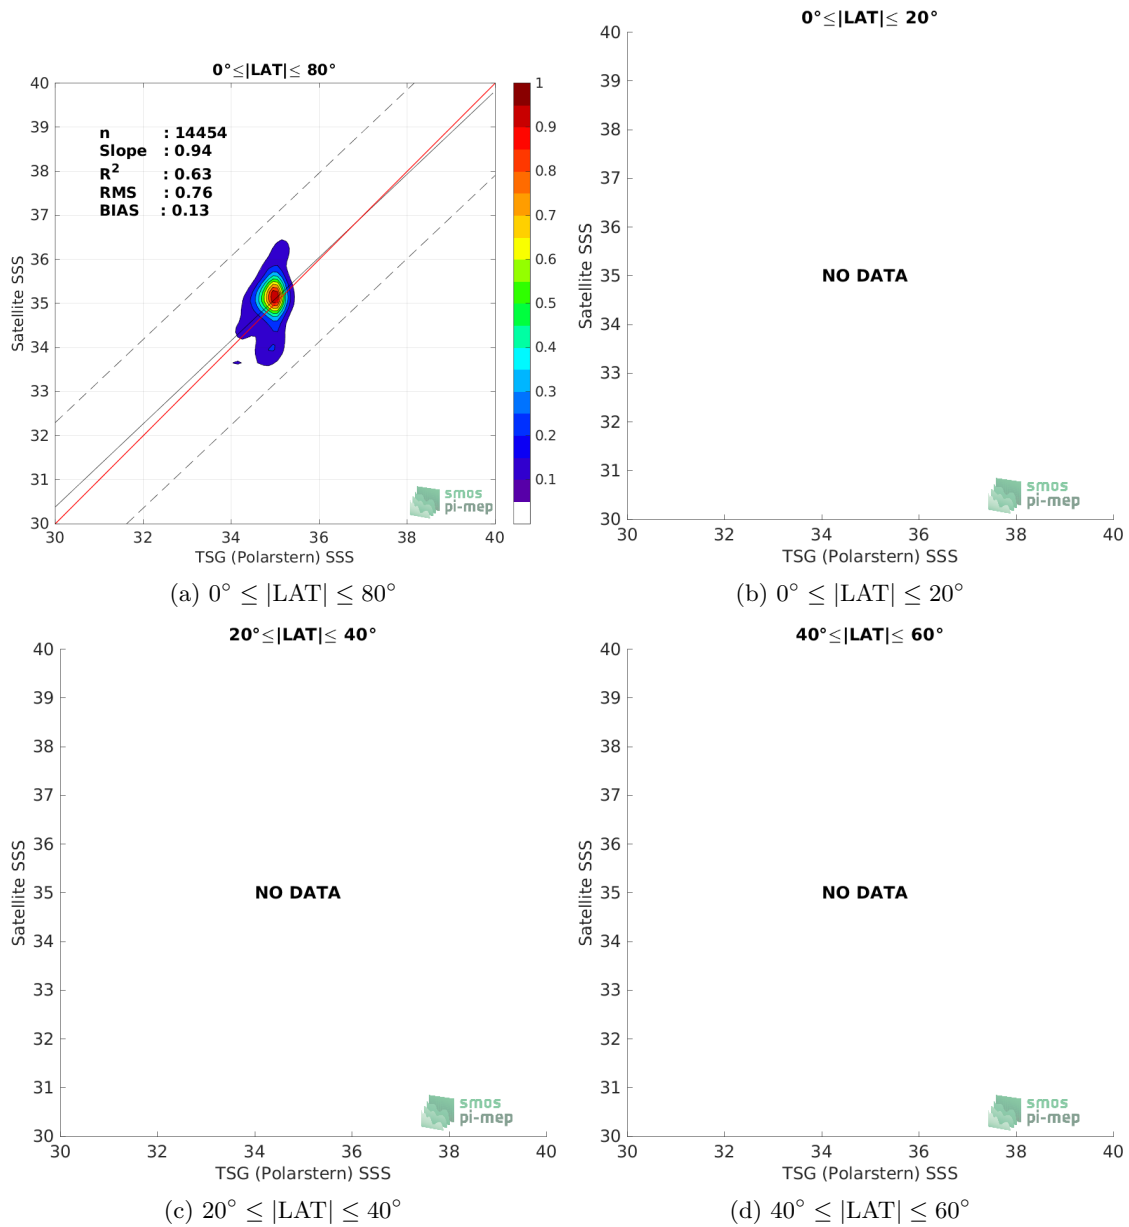 0°≤|LAT|≤ 80°
40
39
38
37
36
35
34
33
32
31
30
Satellite SSS
n : 14454
Slope : 0.94
R² : 0.63
RMS : 0.76
BIAS : 0.13
smos
pi-mep
30 32 34 36 38 40
TSG (Polarstern) SSS
1
0.9
0.8
0.7
0.6
0.5
0.4
0.3
0.2
0.1
(a) 0° ≤ |LAT| ≤ 80°
0°≤|LAT|≤ 20°
40
39
38
37
36
35
34
33
32
31
30
Satellite SSS
NO DATA
smos
pi-mep
30 32 34 36 38 40
TSG (Polarstern) SSS
(b) 0° ≤ |LAT| ≤ 20°
20°≤|LAT|≤ 40°
40
39
38
37
36
35
34
33
32
31
30
Satellite SSS
NO DATA
smos
pi-mep
30 32 34 36 38 40
TSG (Polarstern) SSS
(c) 20° ≤ |LAT| ≤ 40°
40°≤|LAT|≤ 60°
40
39
38
37
36
35
34
33
32
31
30
Satellite SSS
NO DATA
smos
pi-mep
30 32 34 36 38 40
TSG (Polarstern) SSS
(d) 40° ≤ |LAT| ≤ 60°